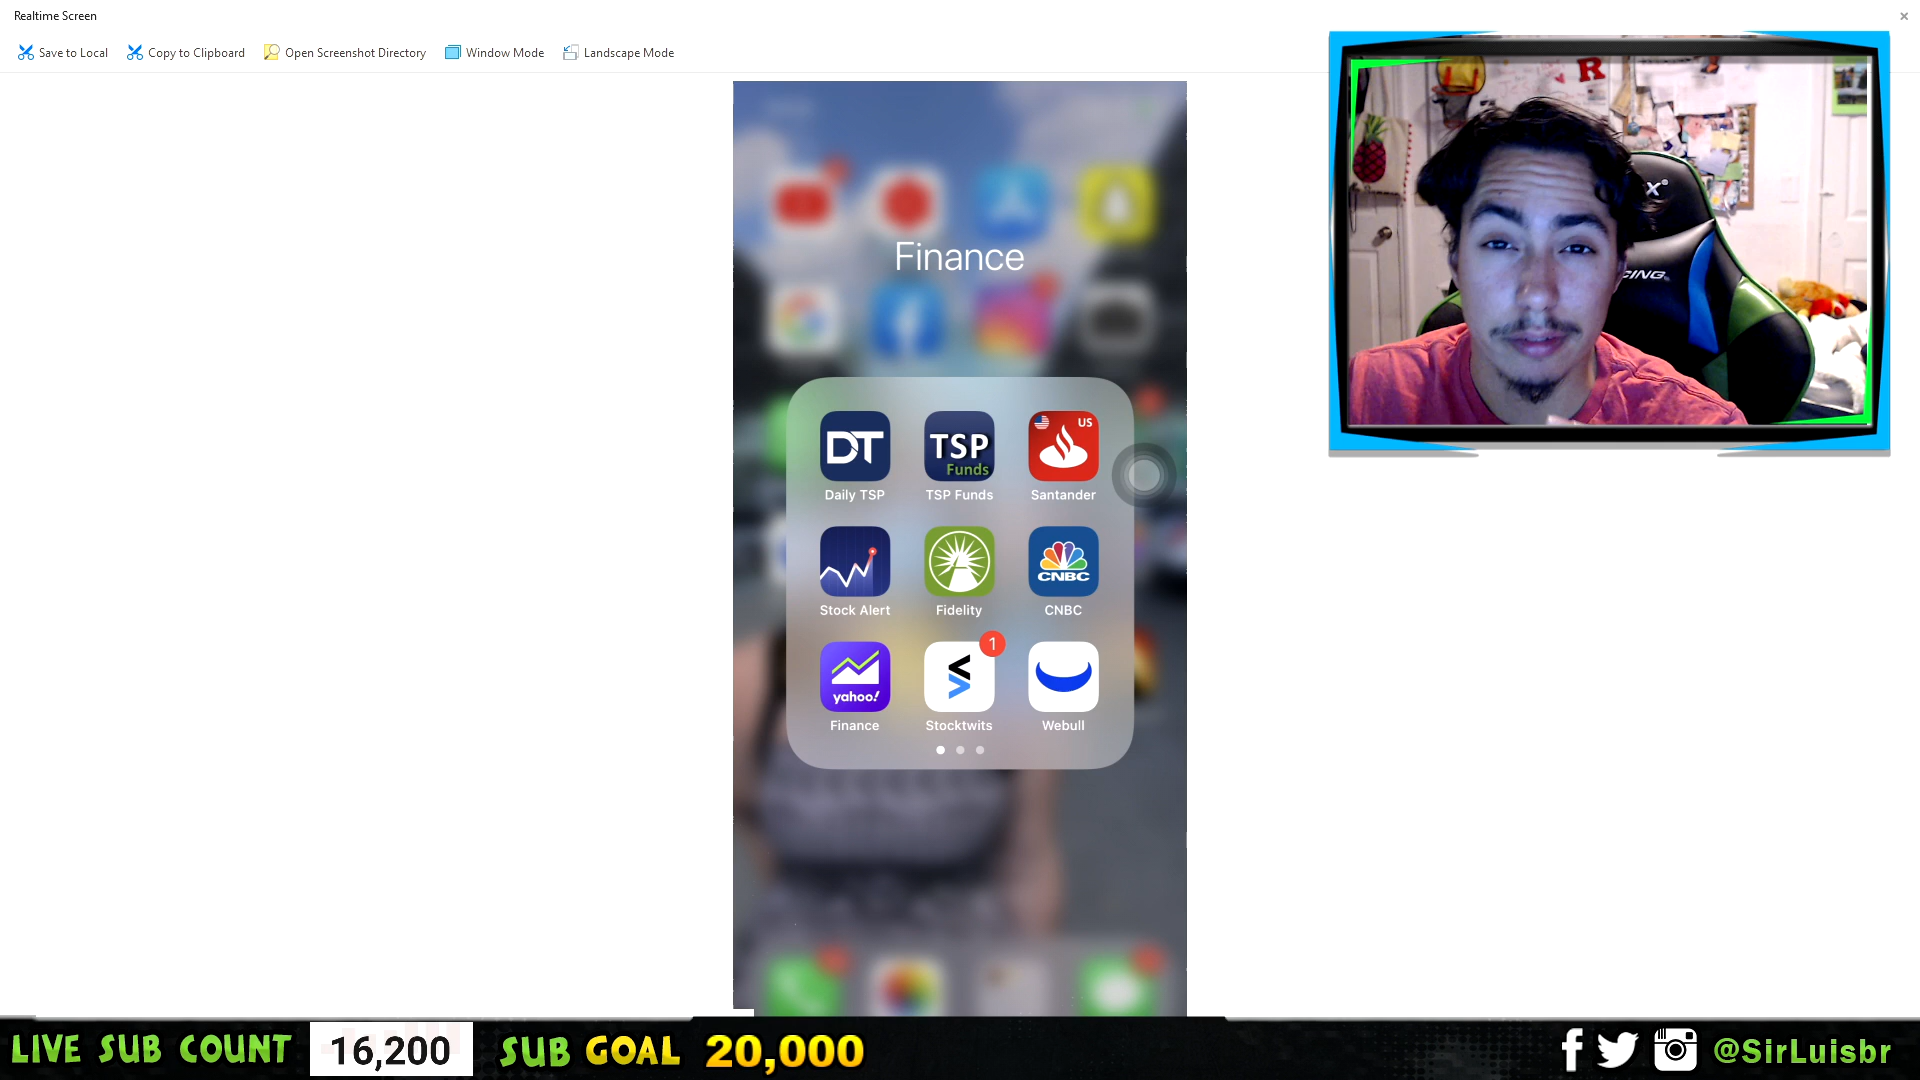 Realtime Screen
Save to Local Copy to Clipboard Open Screenshot Directory Window Mode Landscape Mode
R
X
CING
Finance
DT TSP Funds US
Daily TSP TSP Funds Santander
CNBC
Stock Alert Fidelity CNBC
1
yahoo!
Finance Stocktwits Webull
LIVE SUB COUNT 16,200 SUB GOAL 20,000 @SirLuisbr